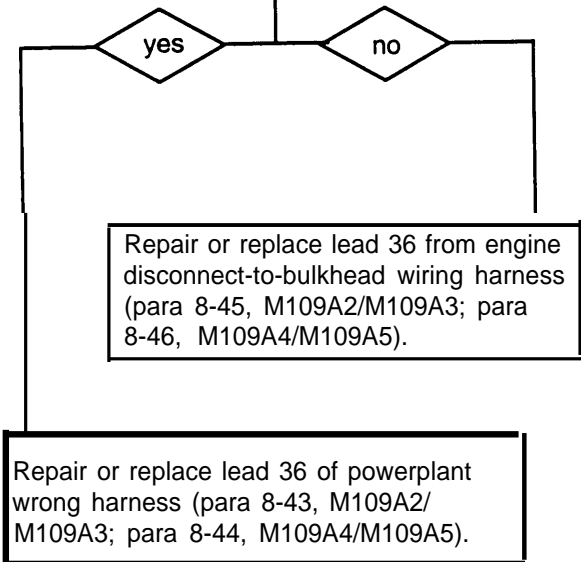 yes
no
Repair or replace lead 36 from engine
disconnect-to-bulkhead wiring harness
(para 8-45, M109A2/M109A3; para
8-46, M109A4/M109A5).
Repair or replace lead 36 of powerplant
wrong harness (para 8-43, M109A2/
M109A3; para 8-44, M109A4/M109A5).